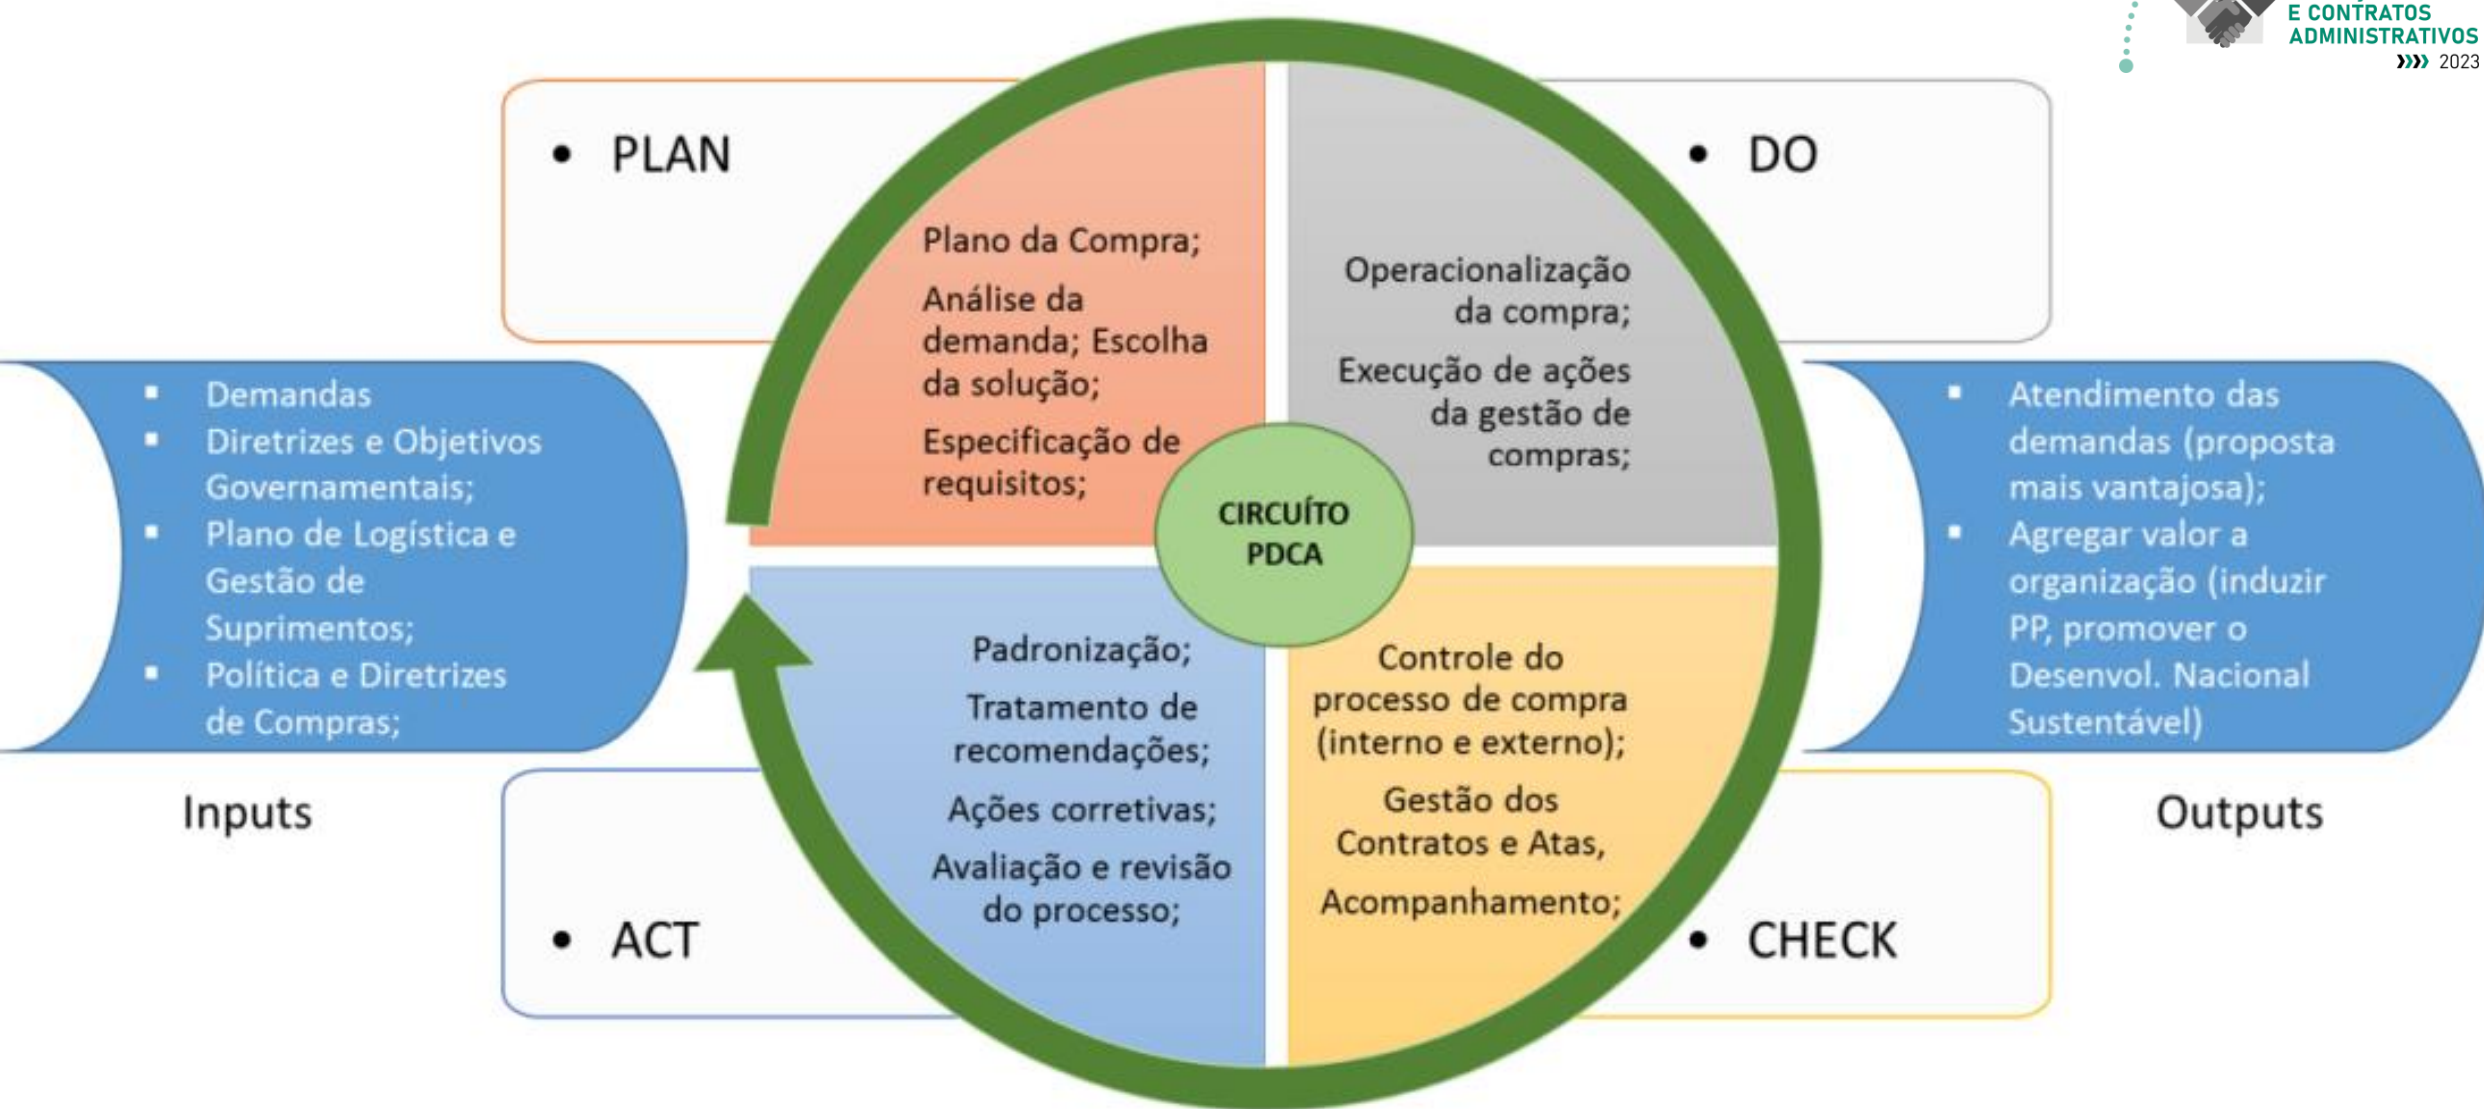 E CONTRATOS
ADMINISTRATIVOS
2023
• PLAN
Plano da Compra;
Análise da
demanda; Escolha
da solução;
Especificação de
requisitos;
• DO
Operacionalização
da compra;
Execução de ações
da gestão de
compras;
▪ Demandas
▪ Diretrizes e Objetivos
Governamentais;
▪ Plano de Logística e
Gestão de
Suprimentos;
▪ Política e Diretrizes
de Compras;
Inputs
CIRCUÍTO
PDCA
▪ Atendimento das
demandas (proposta
mais vantajosa);
▪ Agregar valor a
organização (induzir
PP, promover o
Desenvol. Nacional
Sustentável)
Outputs
• ACT
Padronização;
Tratamento de
recomendações;
Ações corretivas;
Avaliação e revisão
do processo;
Controle do
processo de compra
(interno e externo);
Gestão dos
Contratos e Atas,
Acompanhamento;
• CHECK